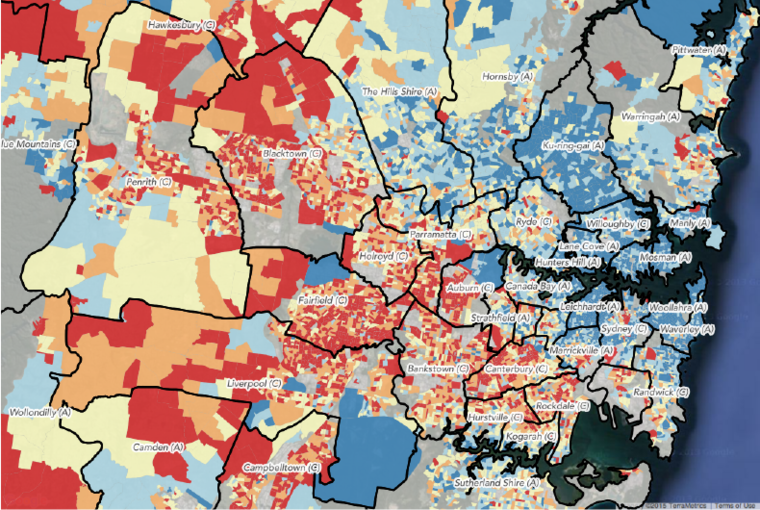 Hawkesbury (C)
Pittwater (A)
Hornsby (A)
The Hills Shire (A)
Warringah (A)
lue Mountains (C)
Blacktown (C)
Ku-ring-gai (A)
Penrith (C)
Parramatta (C)
Ryde (C)
Willoughby (C)
Manly (A)
Lane Cove (A)
Holroyd (C)
Hunters Hill (A)
Mosman (A)
Auburn (C)
Canada Bay (A)
Fairfield (C)
Leichhardt (A)
Woollahra (A)
Strathfield (A)
Sydney (C)
Waverley (A)
Marrickville (A)
Bankstown (C)
Canterbury (C)
Liverpool (C)
Randwick (C)
Wollondilly (A)
Rockdale (C)
Hurstville (C)
Kogarah (C)
Camden (A)
Campbelltown (C)
Sutherland Shire (A)
©2016 TerraMetrics | Terms of Use